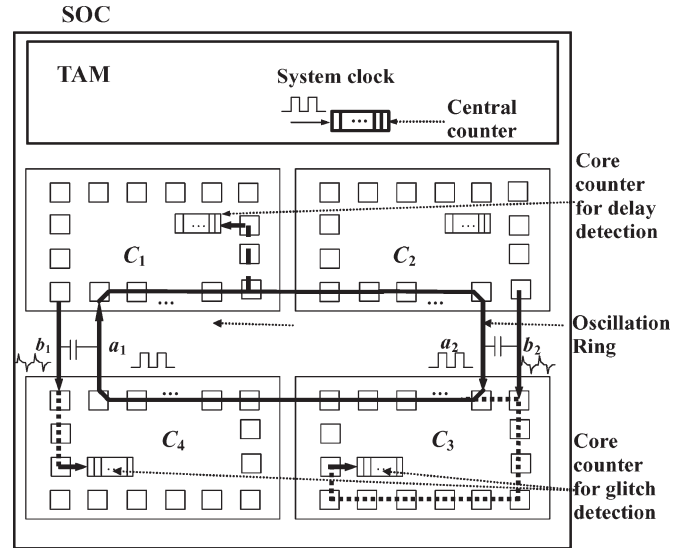 SOC
TAM
System clock
...
Central
counter
Core
counter
for delay
detection
...
...
C1
C2
...
...
Oscillation
Ring
b1
a1
a2
b2
...
...
C4
C3
...
...
Core
counter
for glitch
detection